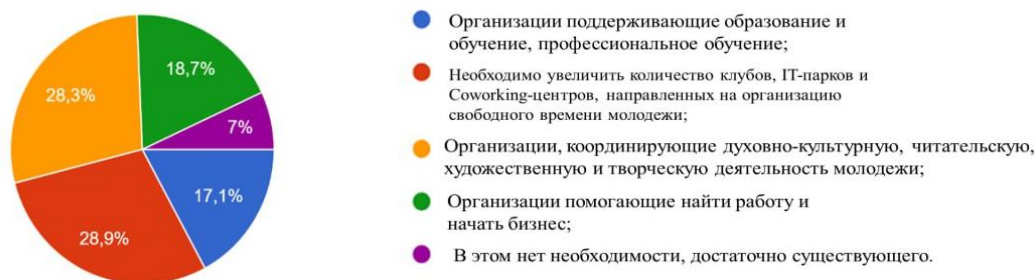 18,7%
28,3%
7%
17,1%
28,9%
Организации поддерживающие образование и
обучение, профессиональное обучение;
Необходимо увеличить количество клубов, IT-парков и
Coworking-центров, направленных на организацию
свободного времени молодежи;
Организации, координирующие духовно-культурную, читательскую,
художественную и творческую деятельность молодежи;
Организации помогающие найти работу и
начать бизнес;
В этом нет необходимости, достаточно существующего.